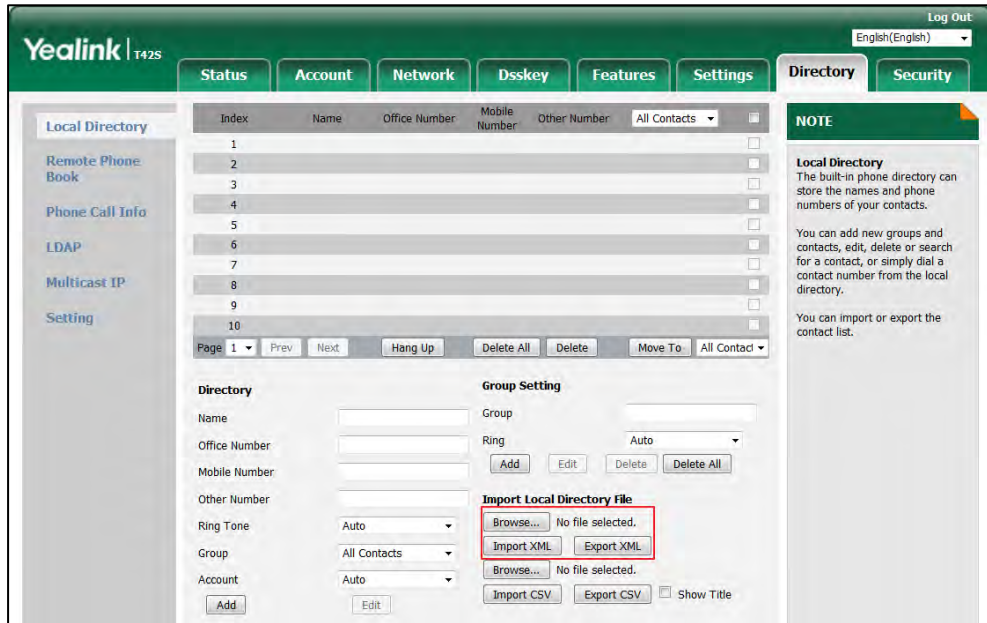 Log Out
Yealink T42S
English(English)
Status Account Network Dsskey Features Settings Directory Security
Local Directory
Remote Phone
Book
Phone Call Info
LDAP
Multicast IP
Setting
Index Name Office Number Mobile Number Other Number All Contacts
1
2
3
4
5
6
7
8
9
10
Page 1 Prev Next Hang Up Delete All Delete Move To All Contact
Directory
Name
Office Number
Mobile Number
Other Number
Ring Tone Auto
Group All Contacts
Account Auto
Add Edit
Group Setting
Group
Ring Auto
Add Edit Delete Delete All
Import Local Directory File
Browse... No file selected.
Import XML Export XML
Browse... No file selected.
Import CSV Export CSV Show Title
NOTE
Local Directory
The built-in phone directory can
store the names and phone
numbers of your contacts.
You can add new groups and
contacts, edit, delete or search
for a contact, or simply dial a
contact number from the local
directory.
You can import or export the
contact list.